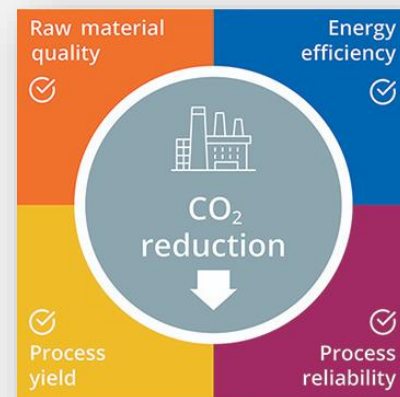 Raw material
quality
Energy
efficiency
CO₂
reduction
Process
yield
Process
reliability